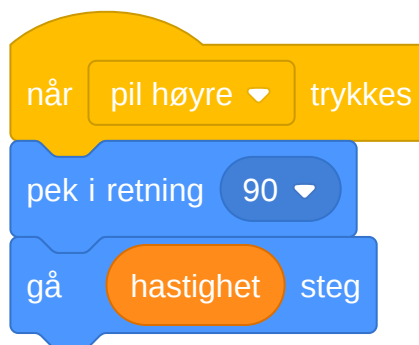 når pil høyre trykkes
pek i retning 90
gå hastighet steg